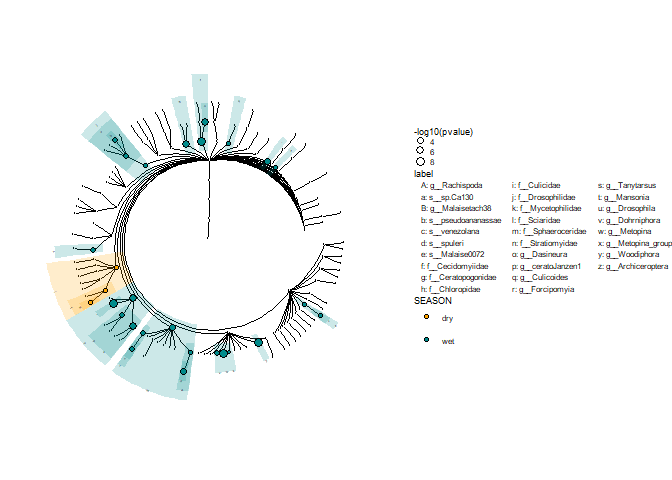 -log10(pvalue)
4
6
8
label
A: g__Rachispoda i: f__Culicidae s: g__Tanytarsus
a: s__sp.Ca130 j: f__Drosophilidae t: g__Mansonia
B: g__Malaisetach38 k: f__Mycetophilidae u: g__Drosophila
b: s__pseudoananassae l: f__Sciaridae v: g__Dohrniphora
c: s__venezolana m: f__Sphaeroceridae w: g__Metopina
d: s__spuleri n: f__Stratiomyidae x: g__Metopina_group
e: s__Malaise0072 o: g__Dasineura y: g__Woodiphora
f: f__Cecidomyiidae p: g__ceratoJanzen1 z: g__Archiceroptera
g: f__Ceratopogonidae q: g__Culicoides
h: f__Chloropidae r: g__Forcipomyia
SEASON
dry
wet